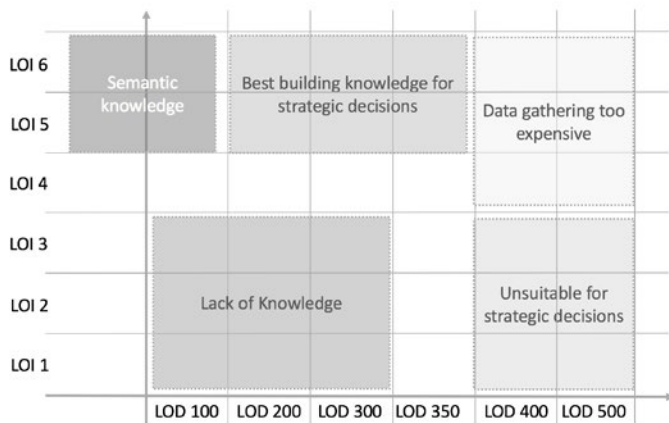 LOI 6
Semantic
knowledge
Best building knowledge for
strategic decisions
LOI 5
Data gathering too
expensive
LOI 4
LOI 3
LOI 2
Lack of Knowledge
Unsuitable for
strategic decisions
LOI 1
LOD 100
LOD 200
LOD 300
LOD 350
LOD 400
LOD 500